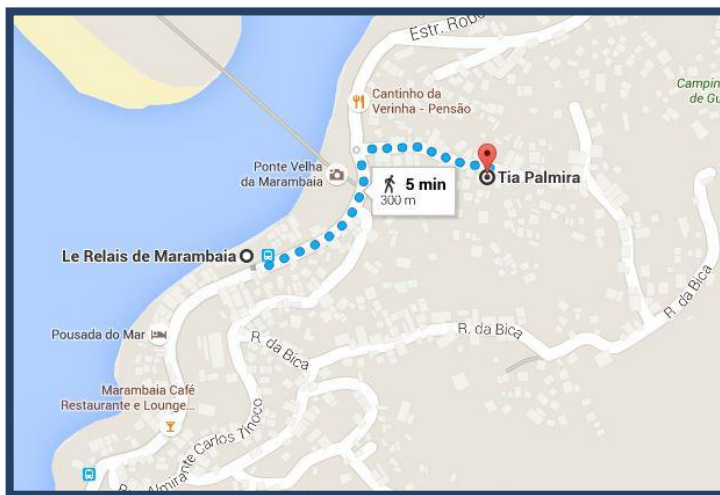 Estr. Rob
Campin
de Gu
Cantinho da
Verinha - Pensão
Ponte Velha
da Marambaia
5 min
300 m
Tia Palmira
Le Relais de Marambaia
Pousada do Mar
R. da Bica
R. da Bica
R. da Bica
Marambaia Café
Restaurante e Lounge...
Almirante Carlos Tinoco